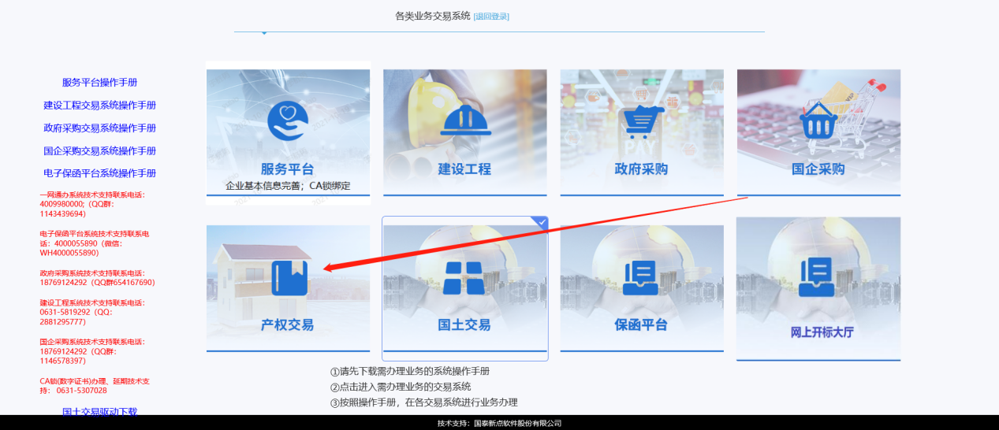 各类业务交易系统 [退回登录]
服务平台操作手册
建设工程交易系统操作手册
政府采购交易系统操作手册
国企采购交易系统操作手册
电子保函平台系统操作手册
一网通办系统技术支持联系电话：
4009980000;（QQ群：
1143439694）
电子保函平台系统技术支持联系电
话：4000055890（微信：
WH4000055890）
政府采购系统技术支持联系电话：
18769124292（QQ群654167690）
建设工程系统技术支持联系电话：
0631-5819292（QQ：
2881295777）
国企采购系统技术支持联系电话：
18769124292（QQ群：
1146578397）
CA锁(数字证书)办理、延期技术支
持： 0631-5307028
国土交易驱动下载
服务平台
企业基本信息完善；CA锁绑定
建设工程
PAY
政府采购
VIP
国企采购
产权交易
国土交易
保函平台
网上开标大厅
①请先下载需办理业务的系统操作手册
②点击进入需办理业务的交易系统
③按照操作手册，在各交易系统进行业务办理
技术支持：国泰新点软件股份有限公司